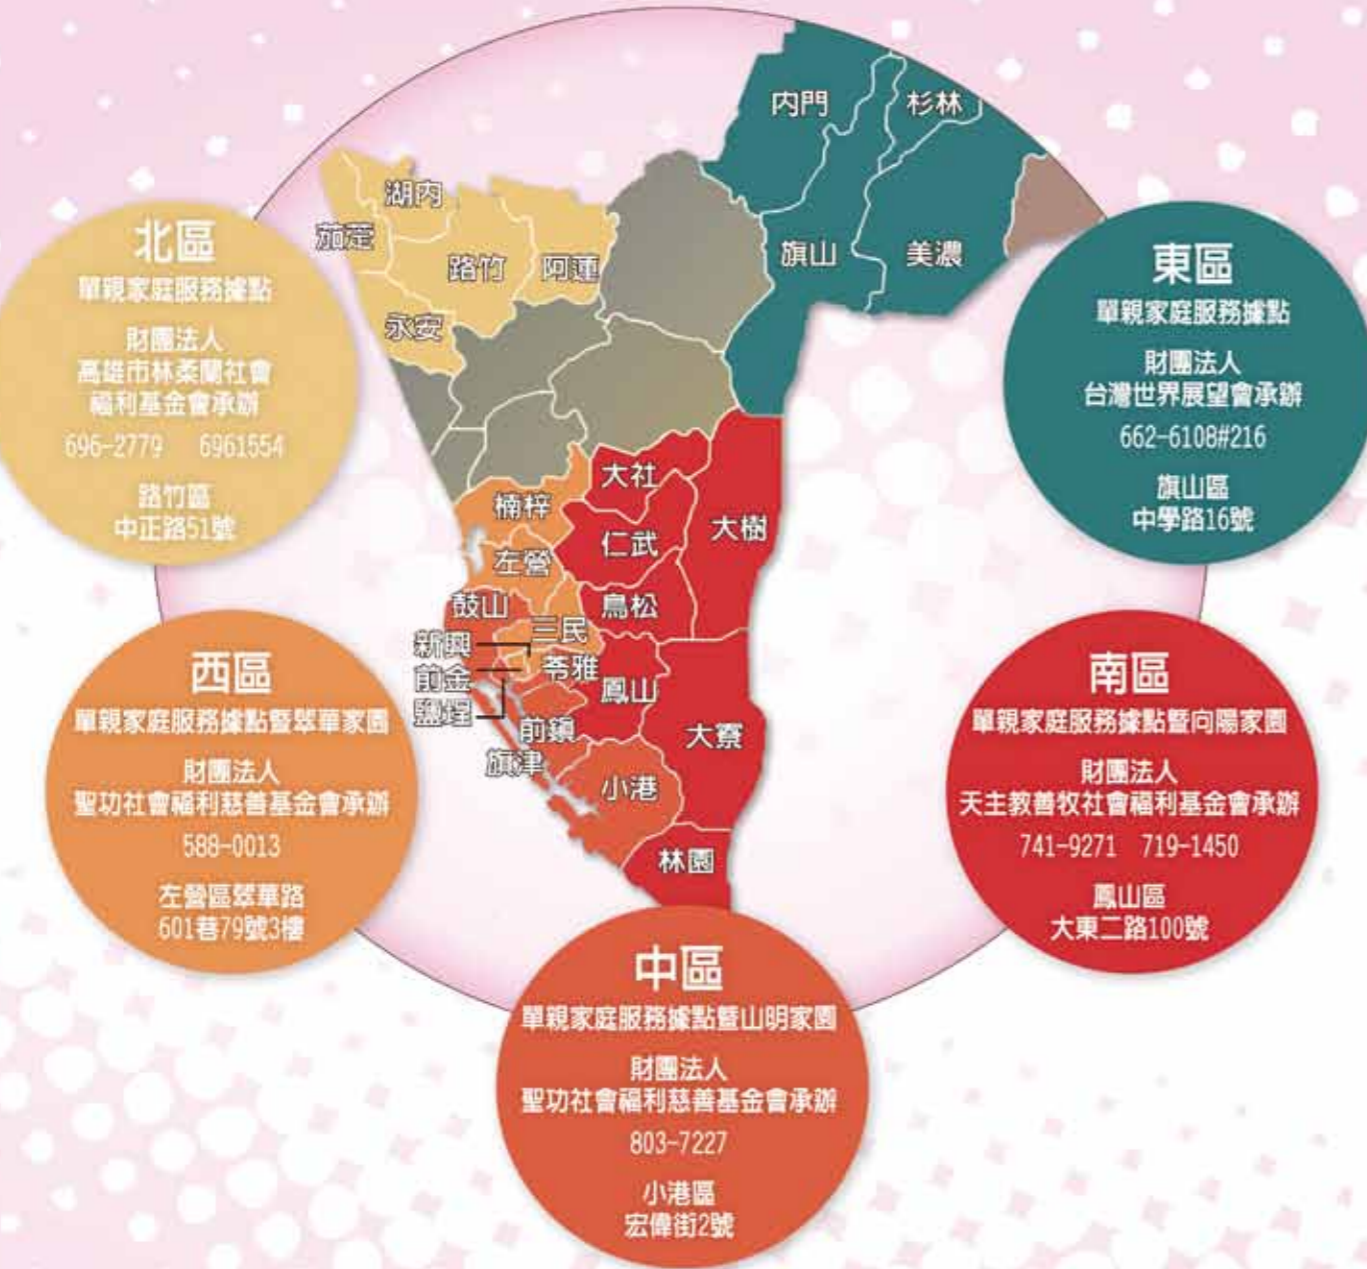 內門
杉林
湖內
茄萣
路竹
阿蓮
旗山
美濃
永安
北區
單親家庭服務據點
財團法人
高雄市林柔蘭社會
福利基金會承辦
696-2779 6961554
路竹區
中正路51號
東區
單親家庭服務據點
財團法人
台灣世界展望會承辦
662-6108#216
旗山區
中學路16號
大社
楠梓
大樹
仁武
左營
鼓山
鳥松
三民
新興
苓雅
前金
鳳山
鹽埕
前鎮
大寮
旗津
小港
林園
西區
單親家庭服務據點暨翠華家園
財團法人
聖功社會福利慈善基金會承辦
588-0013
左營區翠華路
601巷79號3樓
南區
單親家庭服務據點暨向陽家園
財團法人
天主教善牧社會福利基金會承辦
741-9271 719-1450
鳳山區
大東二路100號
中區
單親家庭服務據點暨山明家園
財團法人
聖功社會福利慈善基金會承辦
803-7227
小港區
宏偉街2號